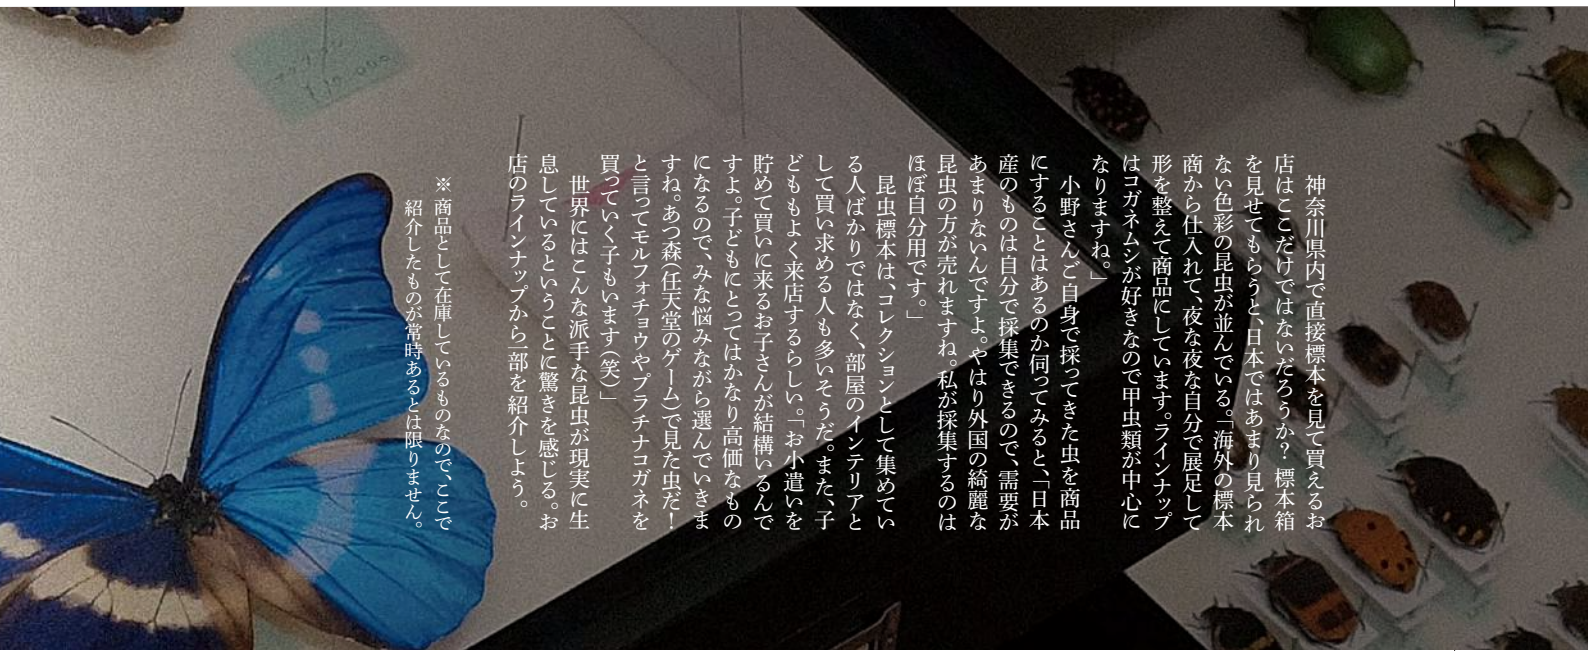 神奈川県内で直接標本を見て買えるお
店はここだけではないだろうか？ 標本箱
を見せてもらうと、日本ではあまり見られ
ない色彩の昆虫が並んでいる。「海外の標本
商から仕入れて、夜な夜な自分で展足して
形を整えて商品にしています。ラインナップ
はコガネムシが好きなので甲虫類が中心に
なりますね。」
小野さんご自身で採ってきた虫を商品
にすることはあるのか伺ってみると、「日本
産のものは自分で採集できるので、需要が
あまりないんですよ。やはり外国の綺麗な
昆虫の方が売れますね。私が採集するのは
ほぼ自分用です。」
昆虫標本は、コレクションとして集めてい
る人ばかりではなく、部屋のインテリアと
して買い求める人も多いそうだ。また、子
どももよく来店するらしい。「お小遣いを
貯めて買いに来るお子さんが結構いるんで
すよ。子どもにとってはかなり高価なもの
になるので、みな悩みながら選んでいきま
すね。あつ森(任天堂のゲーム)で見た虫だ！
と言ってモルフォチョウやプラチナコガネを
買っていく子もいます(笑)」
世界にはこんな派手な昆虫が現実に生
息しているということに驚きを感じる。お
店のラインナップから一部を紹介しよう。
※商品として在庫しているものなので、ここで
紹介したものが常時あるとは限りません。